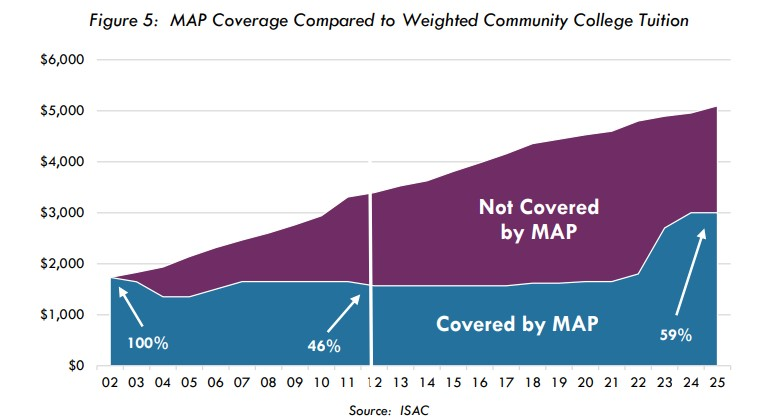 Figure 5: MAP Coverage Compared to Weighted Community College Tuition
$6,000
$5,000
$4,000
$3,000
$2,000
$1,000
$0
Not Covered
by MAP
Covered by MAP
100%
46%
59%
02 03 04 05 06 07 08 09 10 11 12 13 14 15 16 17 18 19 20 21 22 23 24 25
Source: ISAC